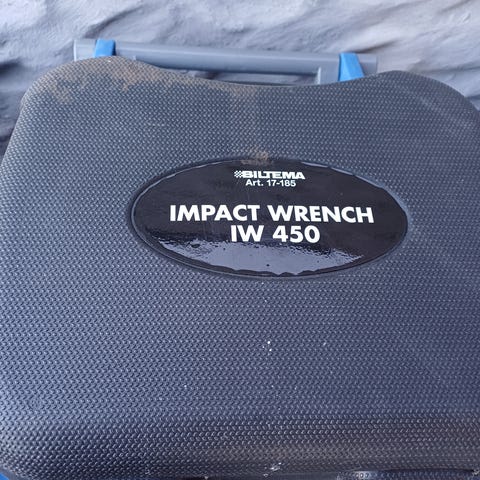 BILTEMA
Art. 17-185
IMPACT WRENCH
IW 450